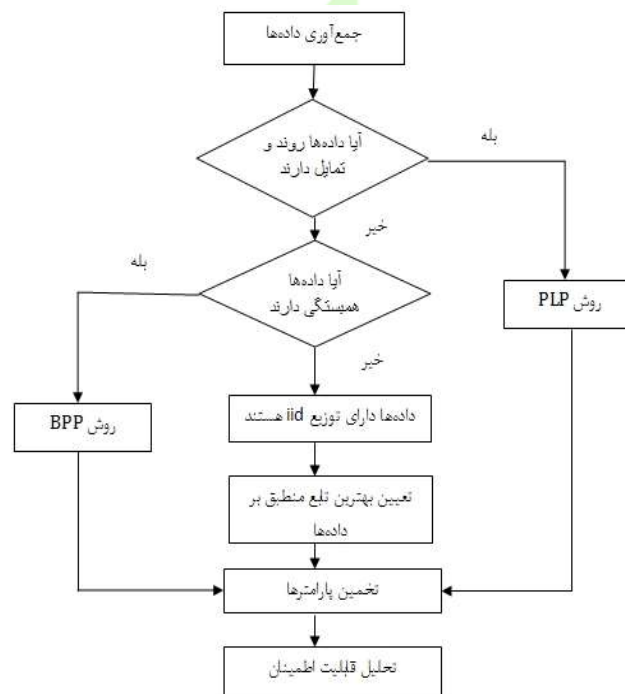 جمع‌آوری داده‌ها
آیا داده‌ها روند و
تمایل دارند
بله
خیر
آیا داده‌ها
همبستگی دارند
بله
روش PLP
خیر
داده‌ها دارای توزیع iid هستند
روش BPP
تعیین بهترین تابع منطبق بر
داده‌ها
تخمین پارامترها
تحلیل قابلیت اطمینان